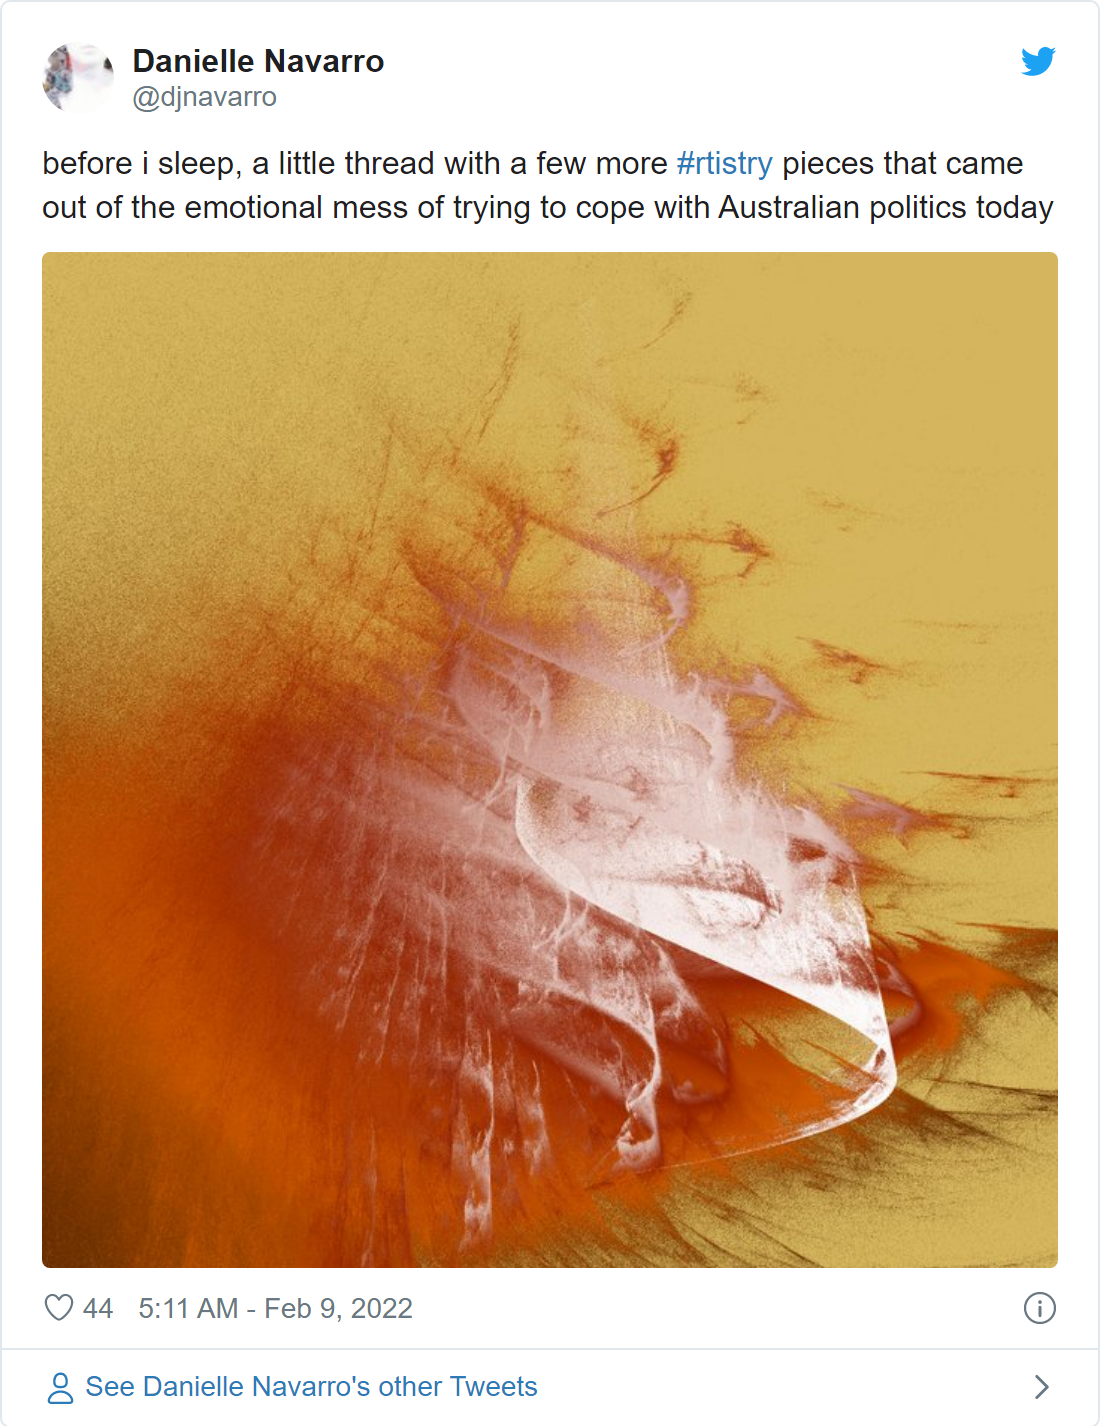 Danielle Navarro
@djnavarro
before i sleep, a little thread with a few more #rtistry pieces that came
out of the emotional mess of trying to cope with Australian politics today
44 5:11 AM - Feb 9, 2022
See Danielle Navarro's other Tweets